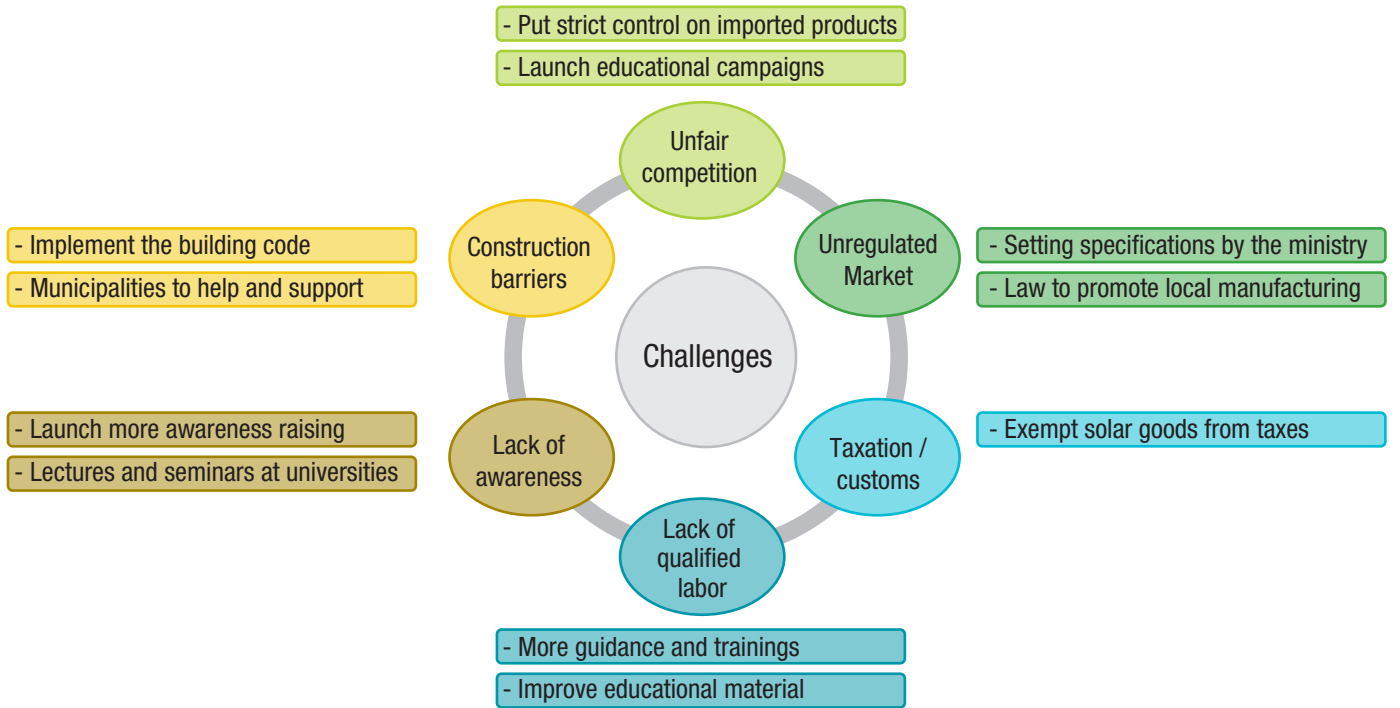 - Put strict control on imported products
- Launch educational campaigns
Unfair
competition
- Implement the building code
- Municipalities to help and support
Construction
barriers
Unregulated
Market
- Setting specifications by the ministry
- Law to promote local manufacturing
Challenges
- Launch more awareness raising
- Lectures and seminars at universities
Lack of
awareness
Taxation /
customs
- Exempt solar goods from taxes
Lack of
qualified
labor
- More guidance and trainings
- Improve educational material